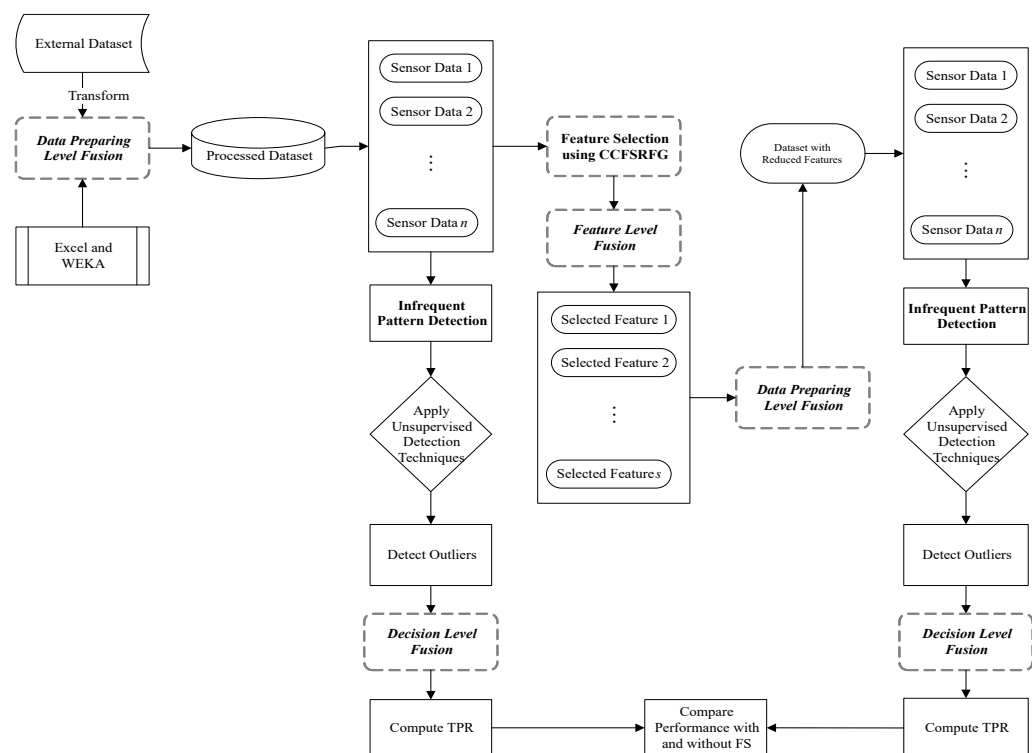 External Dataset
Transform
Data Preparing
Level Fusion
Excel and
WEKA
Processed Dataset
Sensor Data 1
Sensor Data 2
⋮
Sensor Data n
Infrequent
Pattern Detection
Apply
Unsupervised
Detection
Techniques
Detect Outliers
Decision Level
Fusion
Compute TPR
Feature Selection
using CCFSRFG
Feature Level
Fusion
Selected Feature 1
Selected Feature 2
⋮
Selected Feature s
Data Preparing
Level Fusion
Dataset with
Reduced Features
Sensor Data 1
Sensor Data 2
⋮
Sensor Data n
Infrequent Pattern
Detection
Apply
Unsupervised
Detection
Techniques
Detect Outliers
Decision Level
Fusion
Compute TPR
Compare
Performance with
and without FS